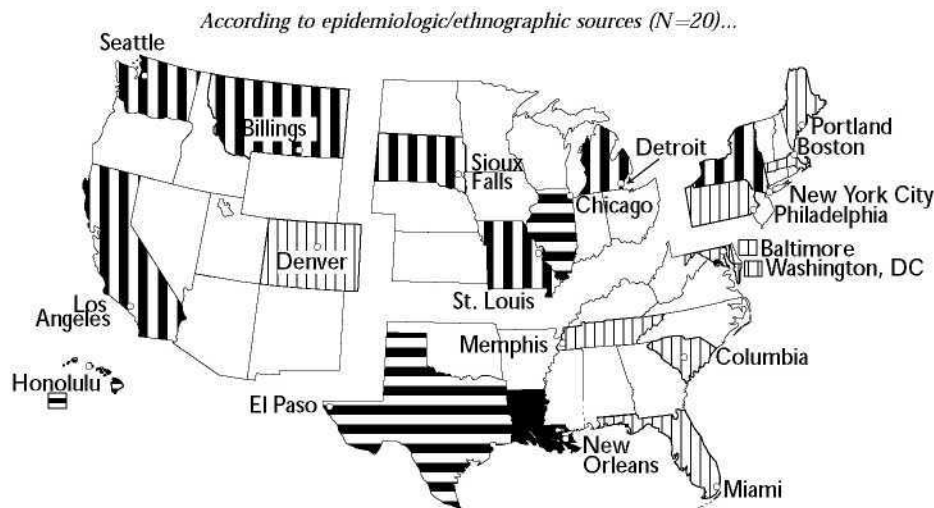 According to epidemiologic/ethnographic sources (N=20)...
Seattle
Billings
Sioux
Falls
Detroit
Portland
Boston
New York City
Philadelphia
Chicago
Baltimore
Washington, DC
Denver
St. Louis
Los
Angeles
Memphis
Columbia
Honolulu
El Paso
New
Orleans
Miami